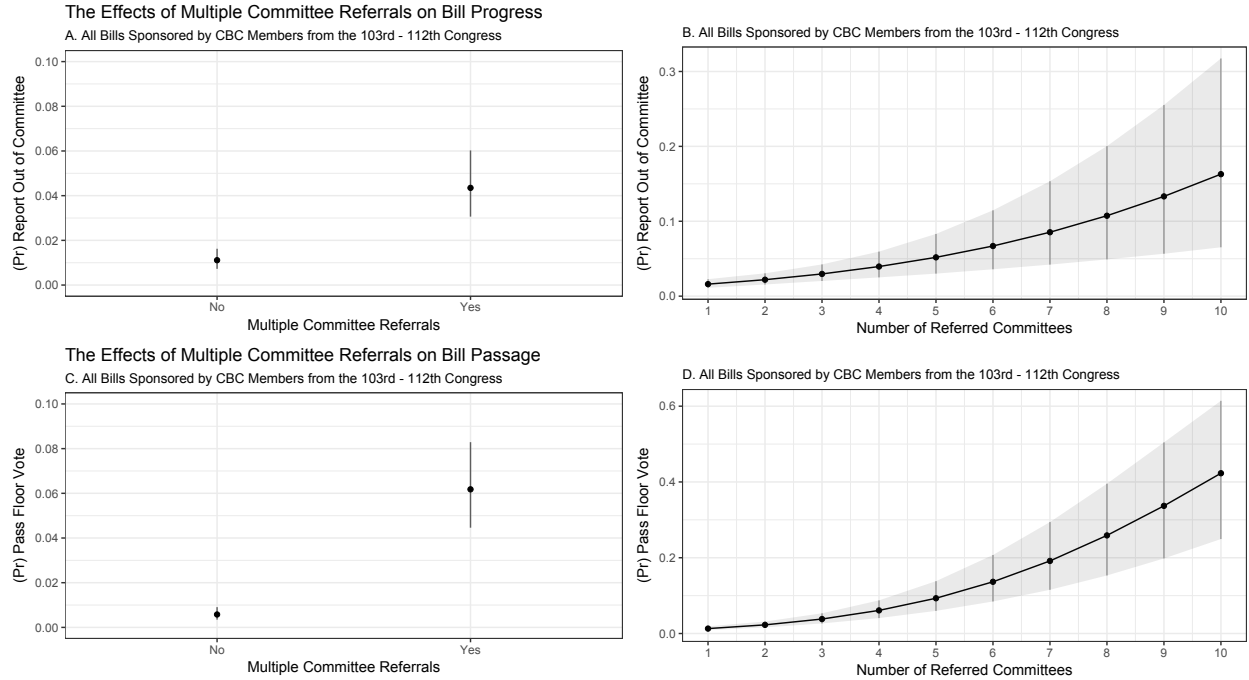 The Effects of Multiple Committee Referrals on Bill Progress
A. All Bills Sponsored by CBC Members from the 103rd - 112th Congress
(Pr) Report Out of Committee
0.10
0.08
0.06
0.04
0.02
0.00
No Yes
Multiple Committee Referrals
B. All Bills Sponsored by CBC Members from the 103rd - 112th Congress
(Pr) Report Out of Committee
0.3
0.2
0.1
0.0
1 2 3 4 5 6 7 8 9 10
Number of Referred Committees
The Effects of Multiple Committee Referrals on Bill Passage
C. All Bills Sponsored by CBC Members from the 103rd - 112th Congress
(Pr) Pass Floor Vote
0.10
0.08
0.06
0.04
0.02
0.00
No Yes
Multiple Committee Referrals
D. All Bills Sponsored by CBC Members from the 103rd - 112th Congress
(Pr) Pass Floor Vote
0.6
0.4
0.2
0.0
1 2 3 4 5 6 7 8 9 10
Number of Referred Committees